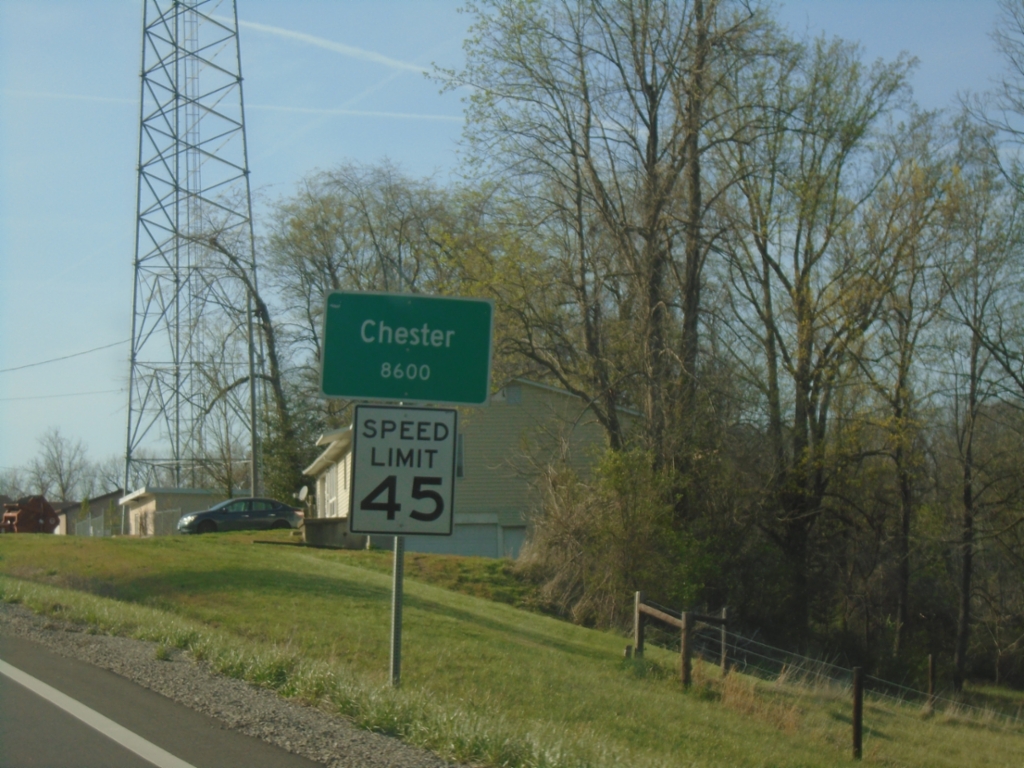 Chester
8600
SPEED
LIMIT
45